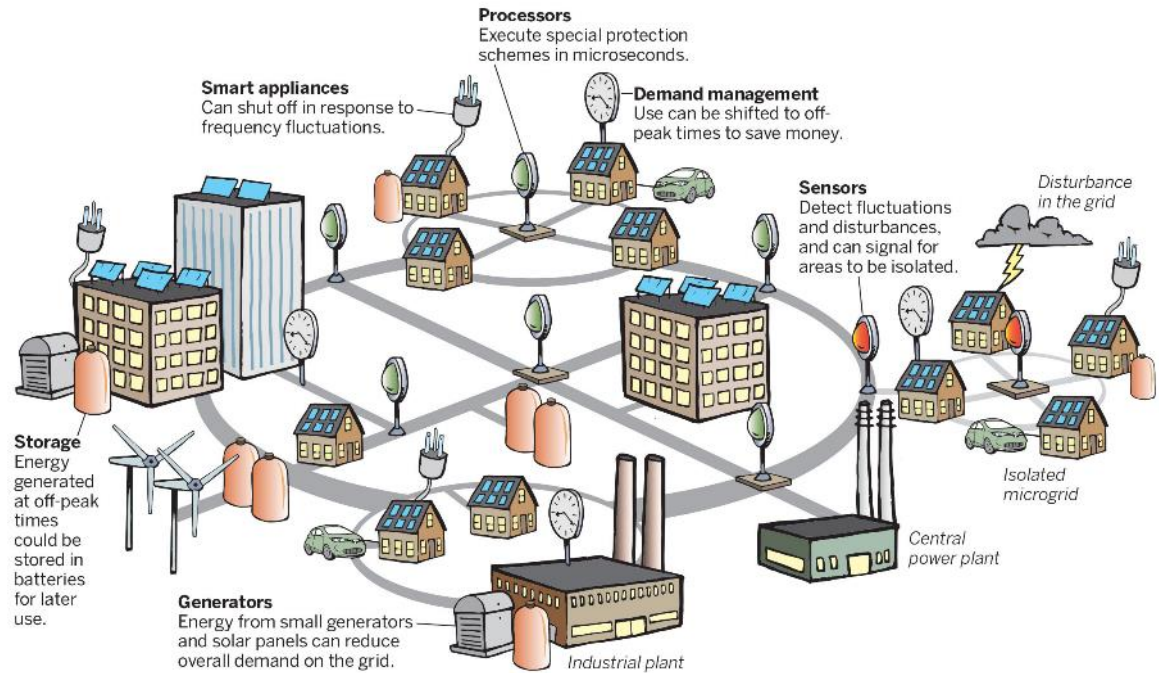 Processors
Execute special protection
schemes in microseconds.
Smart appliances
Can shut off in response to
frequency fluctuations.
Demand management
Use can be shifted to off-
peak times to save money.
Sensors
Detect fluctuations
and disturbances,
and can signal for
areas to be isolated.
Disturbance
in the grid
Storage
Energy
generated
at off-peak
times
could be
stored in
batteries
for later
use.
Isolated
microgrid
Central
power plant
Generators
Energy from small generators
and solar panels can reduce
overall demand on the grid.
Industrial plant